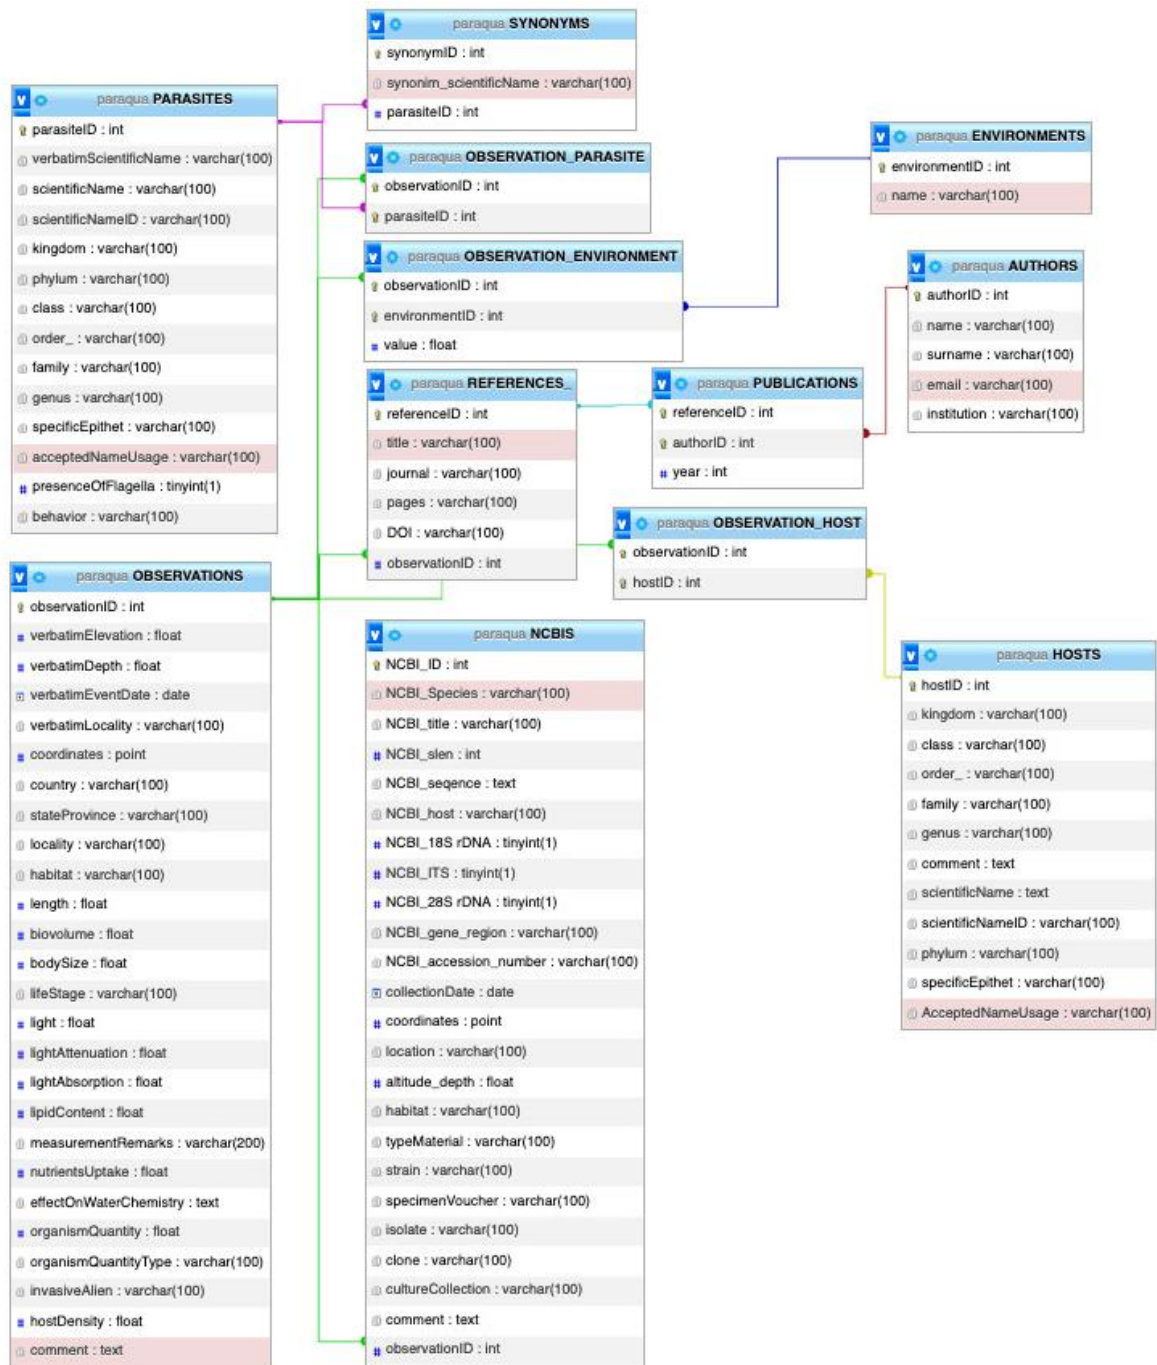 paraqua SYNONYMS
synonymID : int
synonim_scientificName : varchar(100)
parasiteID : int
paraqua PARASITES
parasiteID : int
verbatimScientificName : varchar(100)
scientificName : varchar(100)
scientificNameID : varchar(100)
kingdom : varchar(100)
phylum : varchar(100)
class : varchar(100)
order_ : varchar(100)
family : varchar(100)
genus : varchar(100)
specificEpithet : varchar(100)
acceptedNameUsage : varchar(100)
presenceOfFlagella : tinyint(1)
behavior : varchar(100)
paraqua OBSERVATION_PARASITE
observationID : int
parasiteID : int
paraqua OBSERVATION_ENVIRONMENT
observationID : int
environmentID : int
value : float
paraqua ENVIRONMENTS
environmentID : int
name : varchar(100)
paraqua AUTHORS
authorID : int
name : varchar(100)
surname : varchar(100)
email : varchar(100)
institution : varchar(100)
paraqua REFERENCES_
referenceID : int
title : varchar(100)
journal : varchar(100)
pages : varchar(100)
DOI : varchar(100)
observationID : int
paraqua PUBLICATIONS
referenceID : int
authorID : int
year : int
paraqua OBSERVATION_HOST
observationID : int
hostID : int
paraqua OBSERVATIONS
observationID : int
verbatimElevation : float
verbatimDepth : float
verbatimEventDate : date
verbatimLocality : varchar(100)
coordinates : point
country : varchar(100)
stateProvince : varchar(100)
locality : varchar(100)
habitat : varchar(100)
length : float
biovolume : float
bodySize : float
lifeStage : varchar(100)
light : float
lightAttenuation : float
lightAbsorption : float
lipidContent : float
measurementRemarks : varchar(200)
nutrientsUptake : float
effectOnWaterChemistry : text
organismQuantity : float
organismQuantityType : varchar(100)
invasiveAlien : varchar(100)
hostDensity : float
comment : text
paraqua NCBIS
NCBI_ID : int
NCBI_Species : varchar(100)
NCBI_title : varchar(100)
NCBI_slen : int
NCBI_seqence : text
NCBI_host : varchar(100)
NCBI_18S rDNA : tinyint(1)
NCBI_ITS : tinyint(1)
NCBI_28S rDNA : tinyint(1)
NCBI_gene_region : varchar(100)
NCBI_accession_number : varchar(100)
collectionDate : date
coordinates : point
location : varchar(100)
altitude_depth : float
habitat : varchar(100)
typeMaterial : varchar(100)
strain : varchar(100)
specimenVoucher : varchar(100)
isolate : varchar(100)
clone : varchar(100)
cultureCollection : varchar(100)
comment : text
observationID : int
paraqua HOSTS
hostID : int
kingdom : varchar(100)
class : varchar(100)
order_ : varchar(100)
family : varchar(100)
genus : varchar(100)
comment : text
scientificName : text
scientificNameID : varchar(100)
phylum : varchar(100)
specificEpithet : varchar(100)
AcceptedNameUsage : varchar(100)